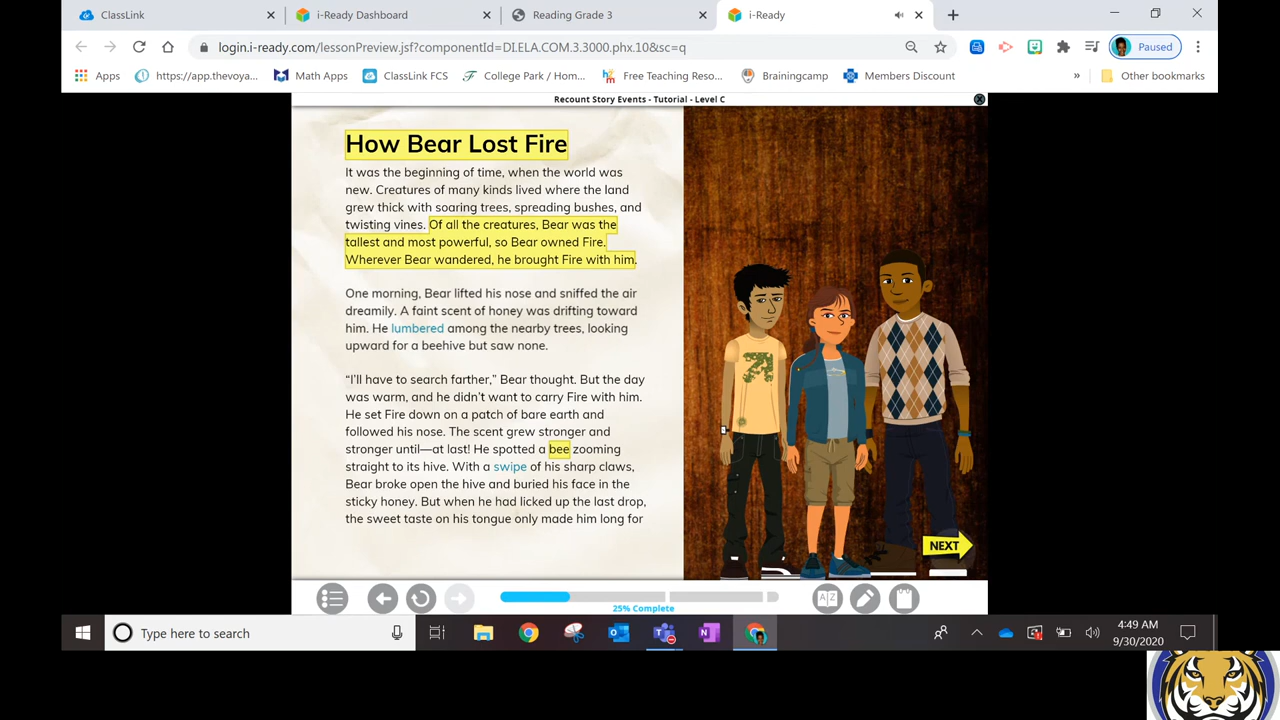 ClassLink
i-Ready Dashboard
Reading Grade 3
i-Ready
login.i-ready.com/lessonPreview.jsf?componentId=DI.ELA.COM.3.3000.phx.10&sc=q
Paused
Apps
https://app.thevoya...
Math Apps
ClassLink FCS
College Park / Hom...
Free Teaching Reso...
Brainingcamp
Members Discount
»
Other bookmarks
Recount Story Events - Tutorial - Level C
How Bear Lost Fire
It was the beginning of time, when the world was
new. Creatures of many kinds lived where the land
grew thick with soaring trees, spreading bushes, and
twisting vines. Of all the creatures, Bear was the
tallest and most powerful, so Bear owned Fire.
Wherever Bear wandered, he brought Fire with him.
One morning, Bear lifted his nose and sniffed the air
dreamily. A faint scent of honey was drifting toward
him. He lumbered among the nearby trees, looking
upward for a beehive but saw none.
“I’ll have to search farther,” Bear thought. But the day
was warm, and he didn’t want to carry Fire with him.
He set Fire down on a patch of bare earth and
followed his nose. The scent grew stronger and
stronger until—at last! He spotted a bee zooming
straight to its hive. With a swipe of his sharp claws,
Bear broke open the hive and buried his face in the
sticky honey. But when he had licked up the last drop,
the sweet taste on his tongue only made him long for
NEXT
25% Complete
A Z
Type here to search
4:49 AM
9/30/2020